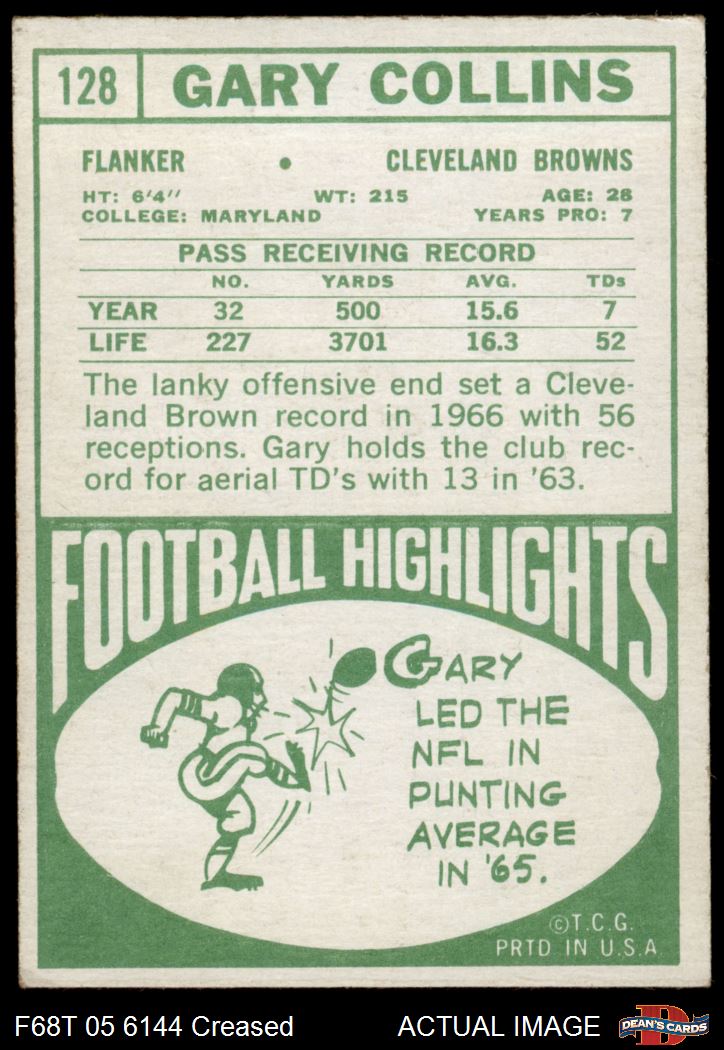 128 GARY COLLINS
FLANKER • CLEVELAND BROWNS
HT: 6'4'' WT: 215 AGE: 28
COLLEGE: MARYLAND YEARS PRO: 7
PASS RECEIVING RECORD
NO. YARDS AVG. TDs
YEAR 32 500 15.6 7
LIFE 227 3701 16.3 52
The lanky offensive end set a Cleve-
land Brown record in 1966 with 56
receptions. Gary holds the club rec-
ord for aerial TD's with 13 in '63.
FOOTBALL HIGHLIGHTS
GARY
LED THE
NFL IN
PUNTING
AVERAGE
IN '65.
©T.C.G.
PRTD IN U.S.A
F68T 05 6144 Creased ACTUAL IMAGE D DEAN'S CARDS